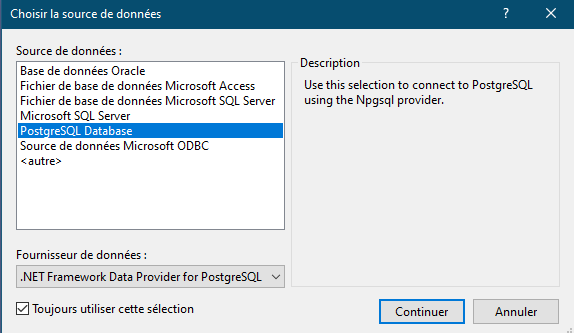 Choisir la source de données
?
Source de données :
Base de données Oracle
Fichier de base de données Microsoft Access
Fichier de base de données Microsoft SQL Server
Microsoft SQL Server
PostgreSQL Database
Source de données Microsoft ODBC
<autre>
Description
Use this selection to connect to PostgreSQL
using the Npgsql provider.
Fournisseur de données :
.NET Framework Data Provider for PostgreSQL
Toujours utiliser cette sélection
Continuer
Annuler